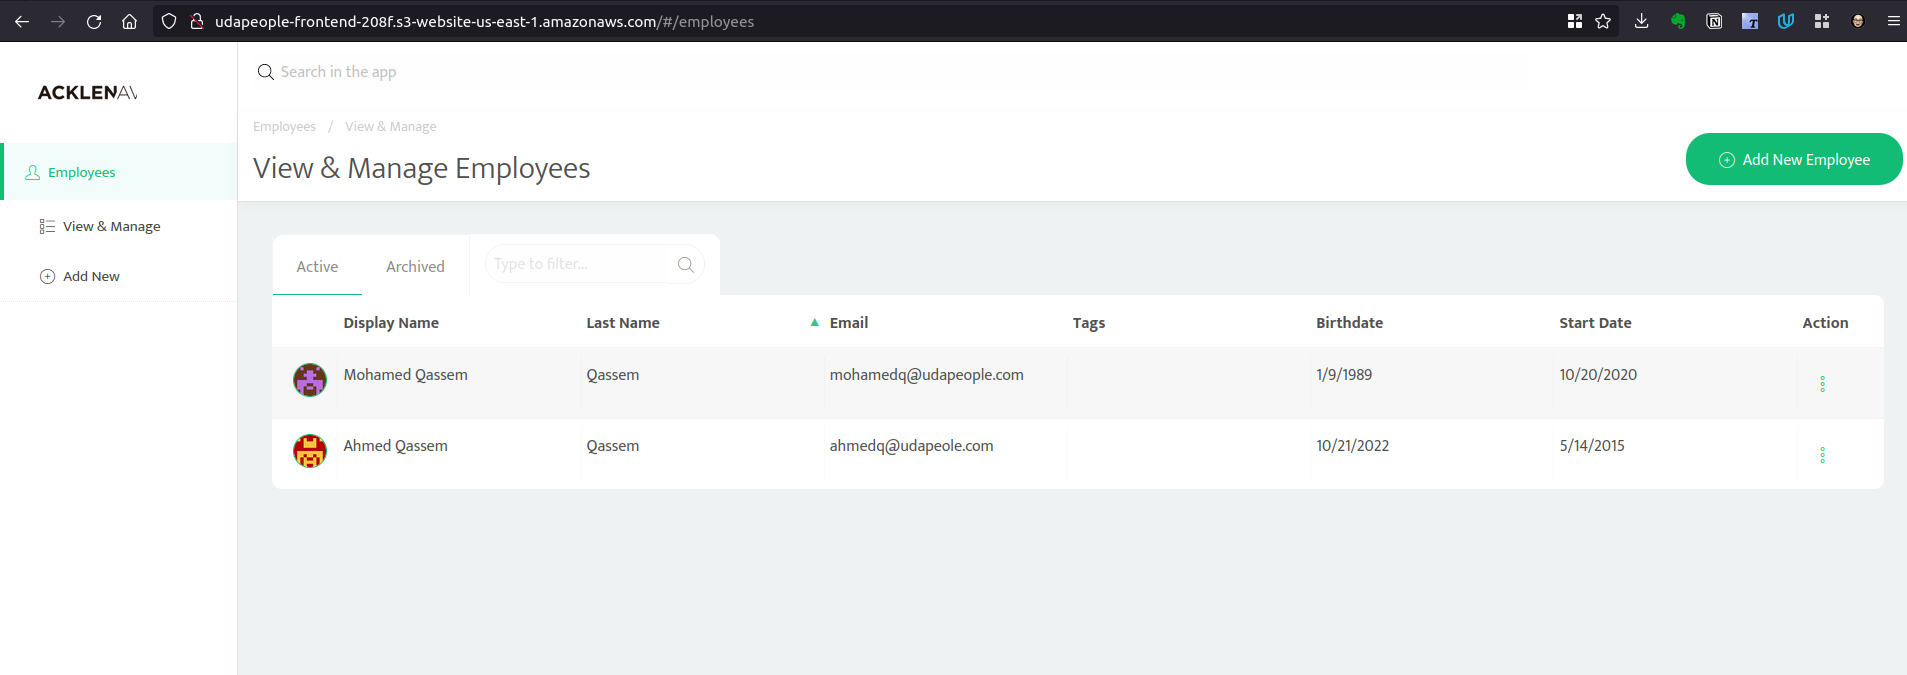 udapeople-frontend-208f.s3-website-us-east-1.amazonaws.com/#/employees
ACKLENAV
Search in the app
Employees / View & Manage
View & Manage Employees
Add New Employee
Employees
View & Manage
Add New
Active Archived Type to filter...
Display Name Last Name Email Tags Birthdate Start Date Action
Mohamed Qassem Qassem mohamedq@udapeople.com 1/9/1989 10/20/2020
Ahmed Qassem Qassem ahmedq@udapeole.com 10/21/2022 5/14/2015